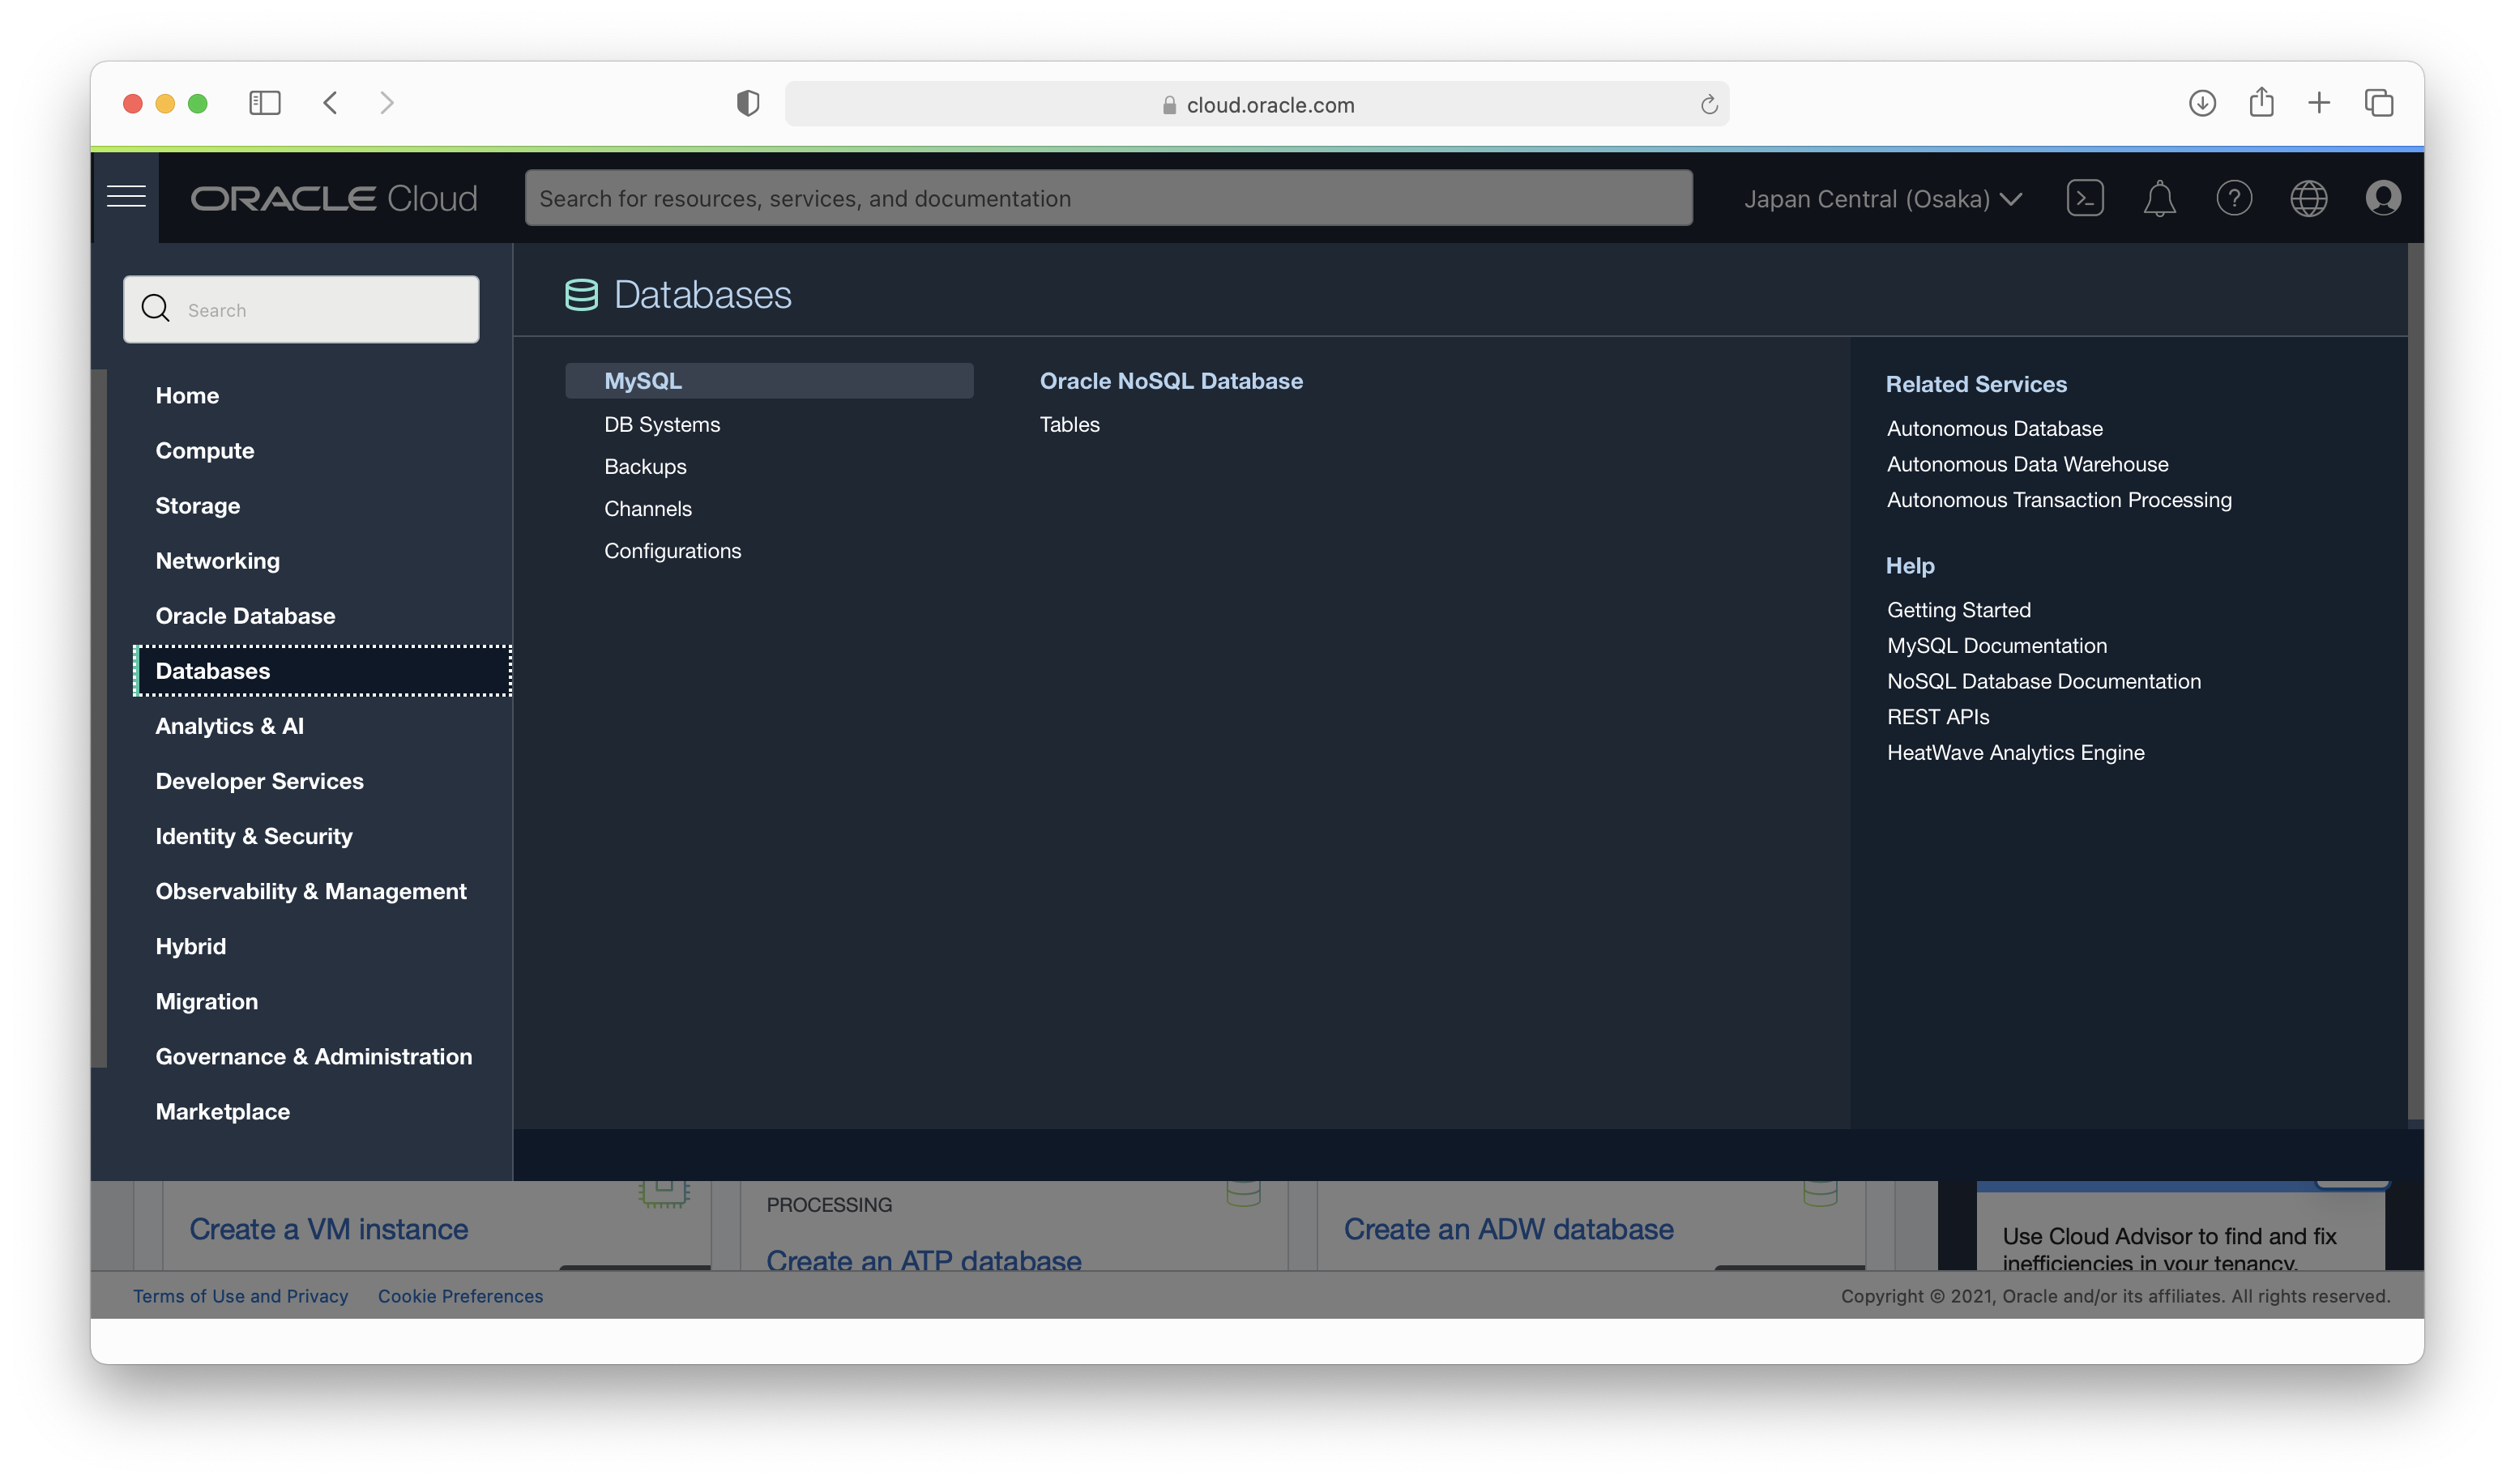 cloud.oracle.com
ORACLE Cloud
Search for resources, services, and documentation
Japan Central (Osaka)
Search
Home
Compute
Storage
Networking
Oracle Database
Databases
Analytics & AI
Developer Services
Identity & Security
Observability & Management
Hybrid
Migration
Governance & Administration
Marketplace
Databases
MySQL
DB Systems
Backups
Channels
Configurations
Oracle NoSQL Database
Tables
Related Services
Autonomous Database
Autonomous Data Warehouse
Autonomous Transaction Processing
Help
Getting Started
MySQL Documentation
NoSQL Database Documentation
REST APIs
HeatWave Analytics Engine
Create a VM instance
PROCESSING
Create an ATP database
Create an ADW database
Use Cloud Advisor to find and fix
inefficiencies in your tenancy.
Terms of Use and Privacy
Cookie Preferences
Copyright © 2021, Oracle and/or its affiliates. All rights reserved.